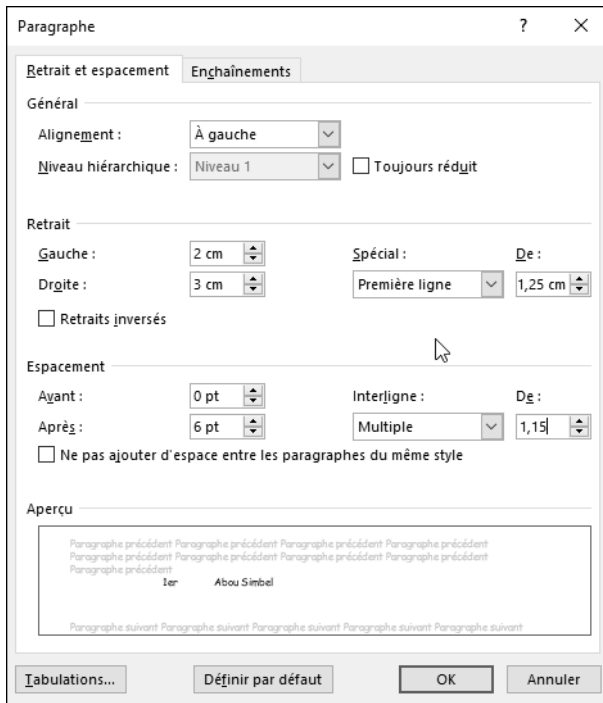 Paragraphe ? ×
Retrait et espacement Enchaînements
Général
Alignement : À gauche
Niveau hiérarchique : Niveau 1 Toujours réduit
Retrait
Gauche : 2 cm Spécial : De :
Droite : 3 cm Première ligne 1,25 cm
Retraits inversés
Espacement
Avant : 0 pt Interligne : De :
Après : 6 pt Multiple 1,15
Ne pas ajouter d'espace entre les paragraphes du même style
Aperçu
Paragraphe précédent Paragraphe précédent Paragraphe précédent Paragraphe précédent
Paragraphe précédent Paragraphe précédent Paragraphe précédent Paragraphe précédent
Paragraphe précédent
1er Abou Simbel
Paragraphe suivant Paragraphe suivant Paragraphe suivant Paragraphe suivant Paragraphe suivant
Tabulations... Définir par défaut OK Annuler